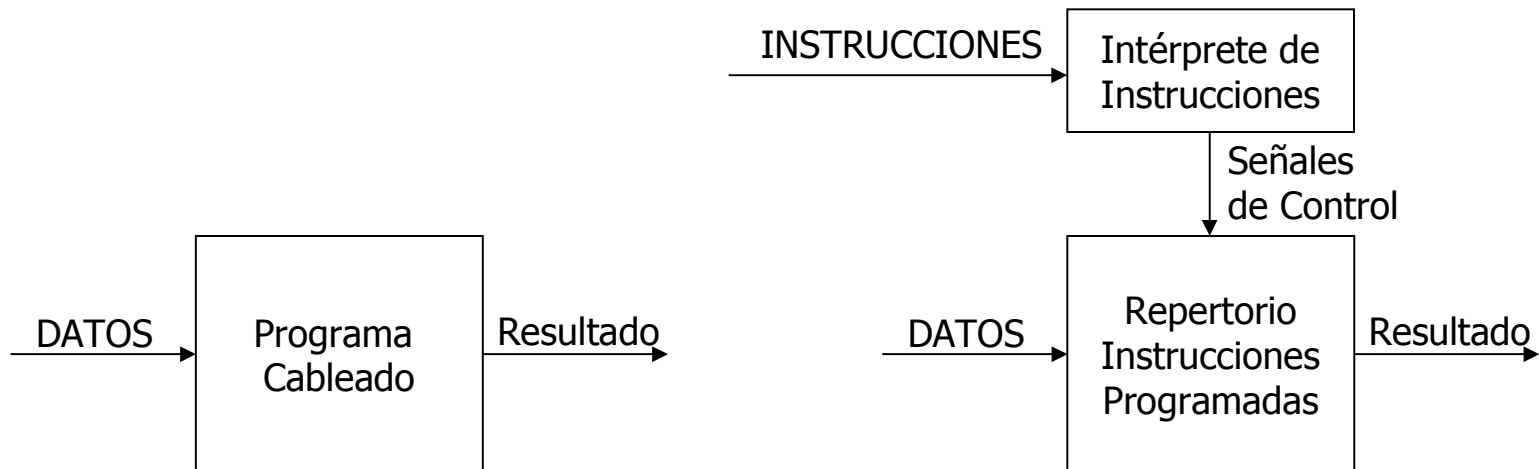 DATOS
Programa
Cableado
Resultado
INSTRUCCIONES
Intérprete de
Instrucciones
Señales
de Control
DATOS
Repertorio
Instrucciones
Programadas
Resultado